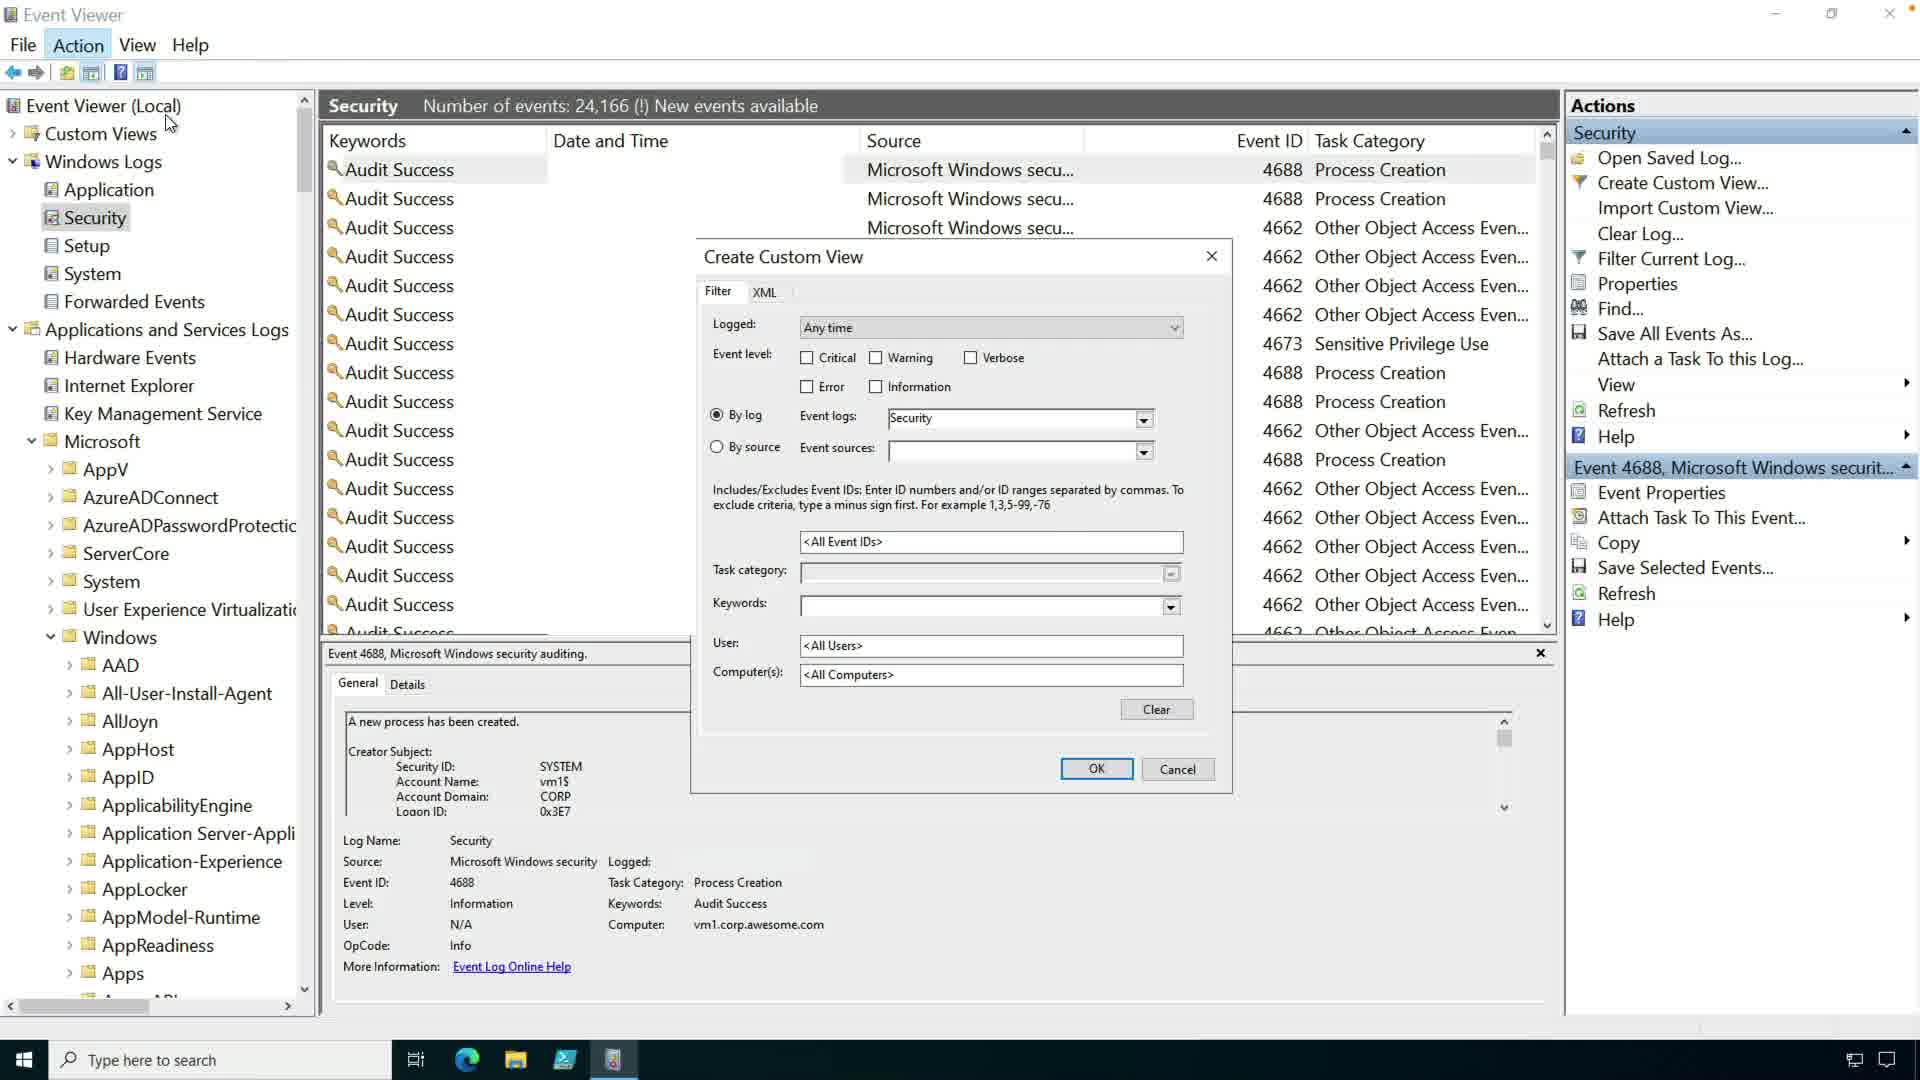 Event Viewer
File Action View Help
Event Viewer (Local)
Custom Views
Windows Logs
Application
Security
Setup
System
Forwarded Events
Applications and Services Logs
Hardware Events
Internet Explorer
Key Management Service
Microsoft
AppV
AzureADConnect
AzureADPasswordProtectic
ServerCore
System
User Experience Virtualizatic
Windows
AAD
All-User-Install-Agent
AllJoyn
AppHost
AppID
ApplicabilityEngine
Application Server-Appli
Application-Experience
AppLocker
AppModel-Runtime
AppReadiness
Apps
Security Number of events: 24,166 (!) New events available
Keywords Date and Time Source Event ID Task Category
Audit Success Microsoft Windows secu... 4688 Process Creation
Audit Success Microsoft Windows secu... 4688 Process Creation
Audit Success Microsoft Windows secu... 4662 Other Object Access Even...
Audit Success 4662 Other Object Access Even...
Audit Success 4662 Other Object Access Even...
Audit Success 4662 Other Object Access Even...
Audit Success 4673 Sensitive Privilege Use
Audit Success 4688 Process Creation
Audit Success 4688 Process Creation
Audit Success 4662 Other Object Access Even...
Audit Success 4688 Process Creation
Audit Success 4662 Other Object Access Even...
Audit Success 4662 Other Object Access Even...
Audit Success 4662 Other Object Access Even...
Audit Success 4662 Other Object Access Even...
Audit Success 4662 Other Object Access Even...
Audit Success 4662 Other Object Access Even...
Create Custom View
Filter XML
Logged: Any time
Event level: Critical Warning Verbose
Error Information
By log Event logs: Security
By source Event sources:
Includes/Excludes Event IDs: Enter ID numbers and/or ID ranges separated by commas. To
exclude criteria, type a minus sign first. For example 1,3,5-99,-76
<All Event IDs>
Task category:
Keywords:
User: <All Users>
Computer(s): <All Computers>
Clear
OK Cancel
Event 4688, Microsoft Windows security auditing.
General Details
A new process has been created.
Creator Subject:
Security ID: SYSTEM
Account Name: vm1$
Account Domain: CORP
Logon ID: 0x3E7
Log Name: Security
Source: Microsoft Windows security Logged:
Event ID: 4688 Task Category: Process Creation
Level: Information Keywords: Audit Success
User: N/A Computer: vm1.corp.awesome.com
OpCode: Info
More Information: Event Log Online Help
Actions
Security
Open Saved Log...
Create Custom View...
Import Custom View...
Clear Log...
Filter Current Log...
Properties
Find...
Save All Events As...
Attach a Task To this Log...
View
Refresh
Help
Event 4688, Microsoft Windows securit...
Event Properties
Attach Task To This Event...
Copy
Save Selected Events...
Refresh
Help
Type here to search